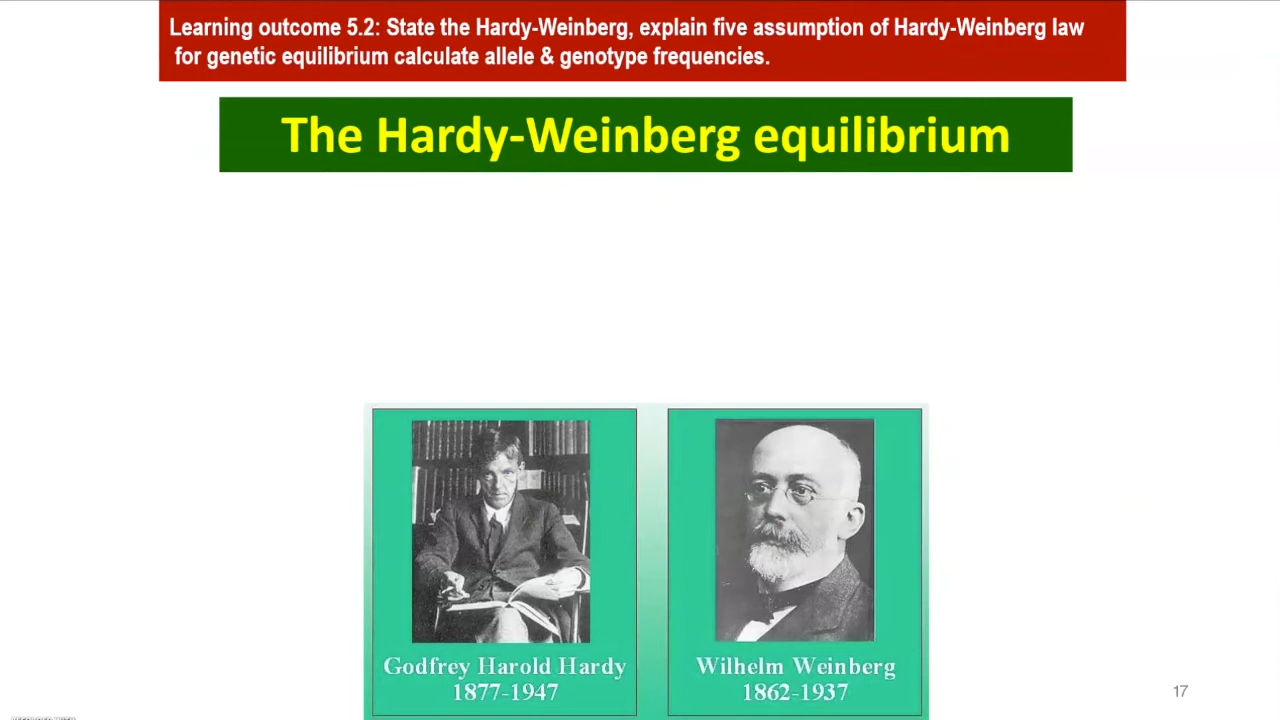 Learning outcome 5.2: State the Hardy-Weinberg, explain five assumption of Hardy-Weinberg law
for genetic equilibrium calculate allele & genotype frequencies.
The Hardy-Weinberg equilibrium
Godfrey Harold Hardy
1877-1947
Wilhelm Weinberg
1862-1937
17